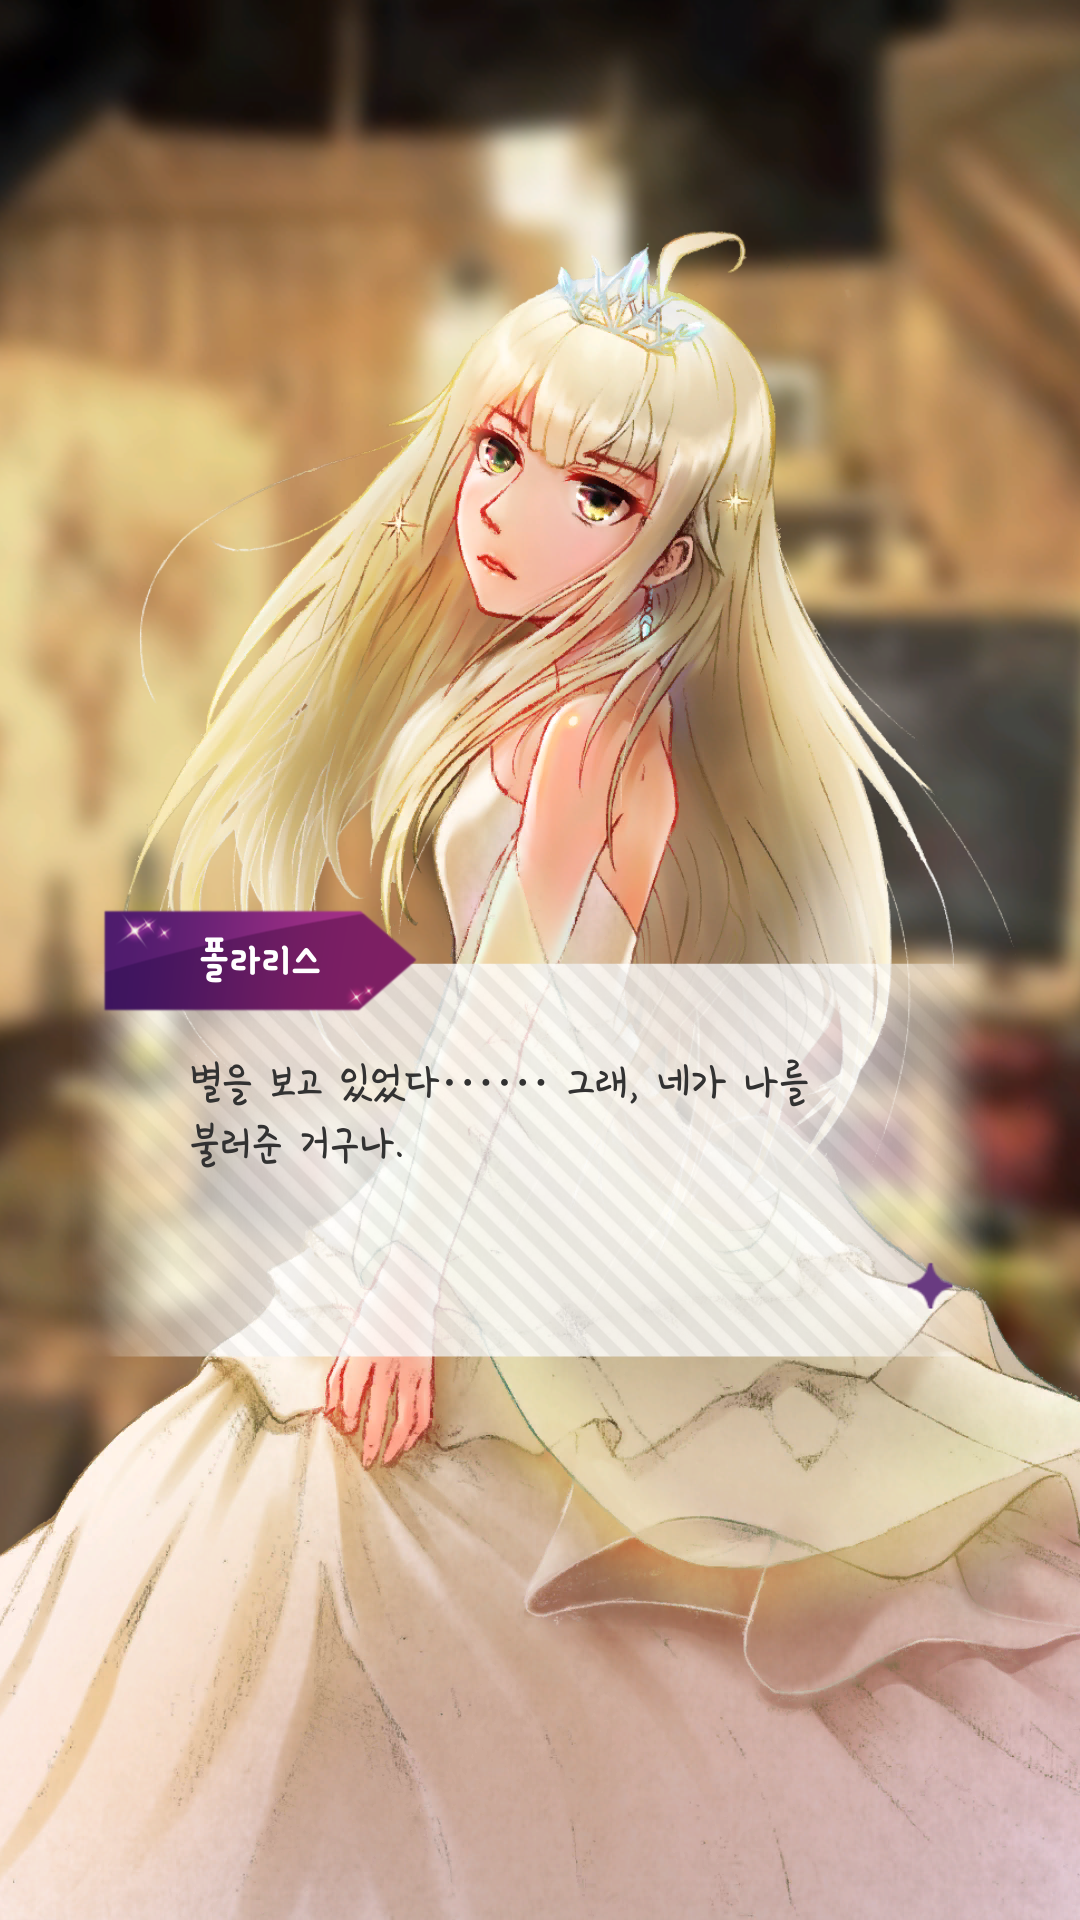 폴라리스
별을 보고 있었다…… 그래, 네가 나를
불러준 거구나.